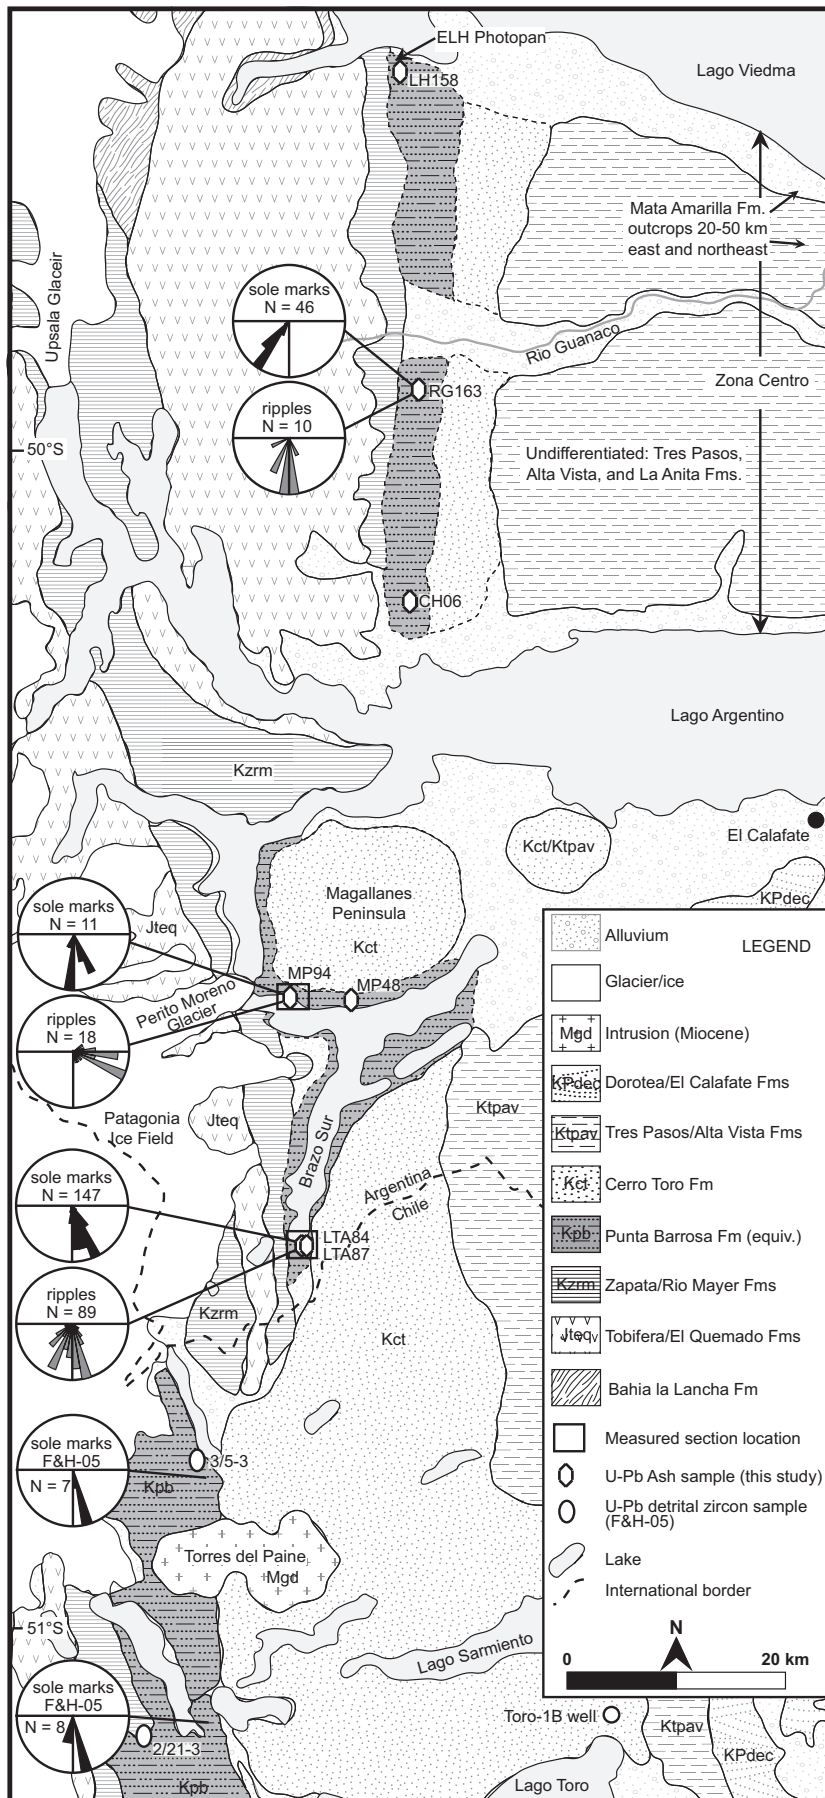 ELH Photopan
LH158
Lago Viedma
Mata Amarilla Fm.
outcrops 20-50 km
east and northeast
Upsala Glaceir
sole marks
N = 46
Rio Guanaco
Zona Centro
RG163
ripples
N = 10
50°S
Undifferentiated: Tres Pasos,
Alta Vista, and La Anita Fms.
CH06
Lago Argentino
Kzrm
El Calafate
Kct/Ktpav
KPdec
Magallanes
Peninsula
Kct
sole marks
N = 11
Jteq
MP94
MP48
Perito Moreno
Glacier
ripples
N = 18
Patagonia
Ice Field
Jteq
Ktpav
Brazo Sur
Argentina
Chile
sole marks
N = 147
LTA84
LTA87
ripples
N = 89
Kzrm
Kct
sole marks
F&H-05
N = 7
3/5-3
Kpb
Torres del Paine
Mgd
51°S
Lago Sarmiento
sole marks
F&H-05
N = 8
2/21-3
Kpb
Toro-1B well
Lago Toro
Ktpav
KPdec
LEGEND
Alluvium
Glacier/ice
Mgd Intrusion (Miocene)
KPdec Dorotea/El Calafate Fms
Ktpav Tres Pasos/Alta Vista Fms
Kct Cerro Toro Fm
Kpb Punta Barrosa Fm (equiv.)
Kzrm Zapata/Rio Mayer Fms
Jteq Tobifera/El Quemado Fms
Bahia la Lancha Fm
Measured section location
U-Pb Ash sample (this study)
U-Pb detrital zircon sample
(F&H-05)
Lake
International border
N
0 20 km